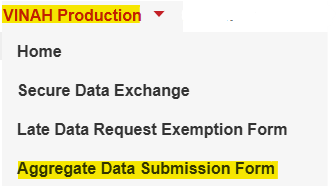 VINAH Production
Home
Secure Data Exchange
Late Data Request Exemption Form
Aggregate Data Submission Form